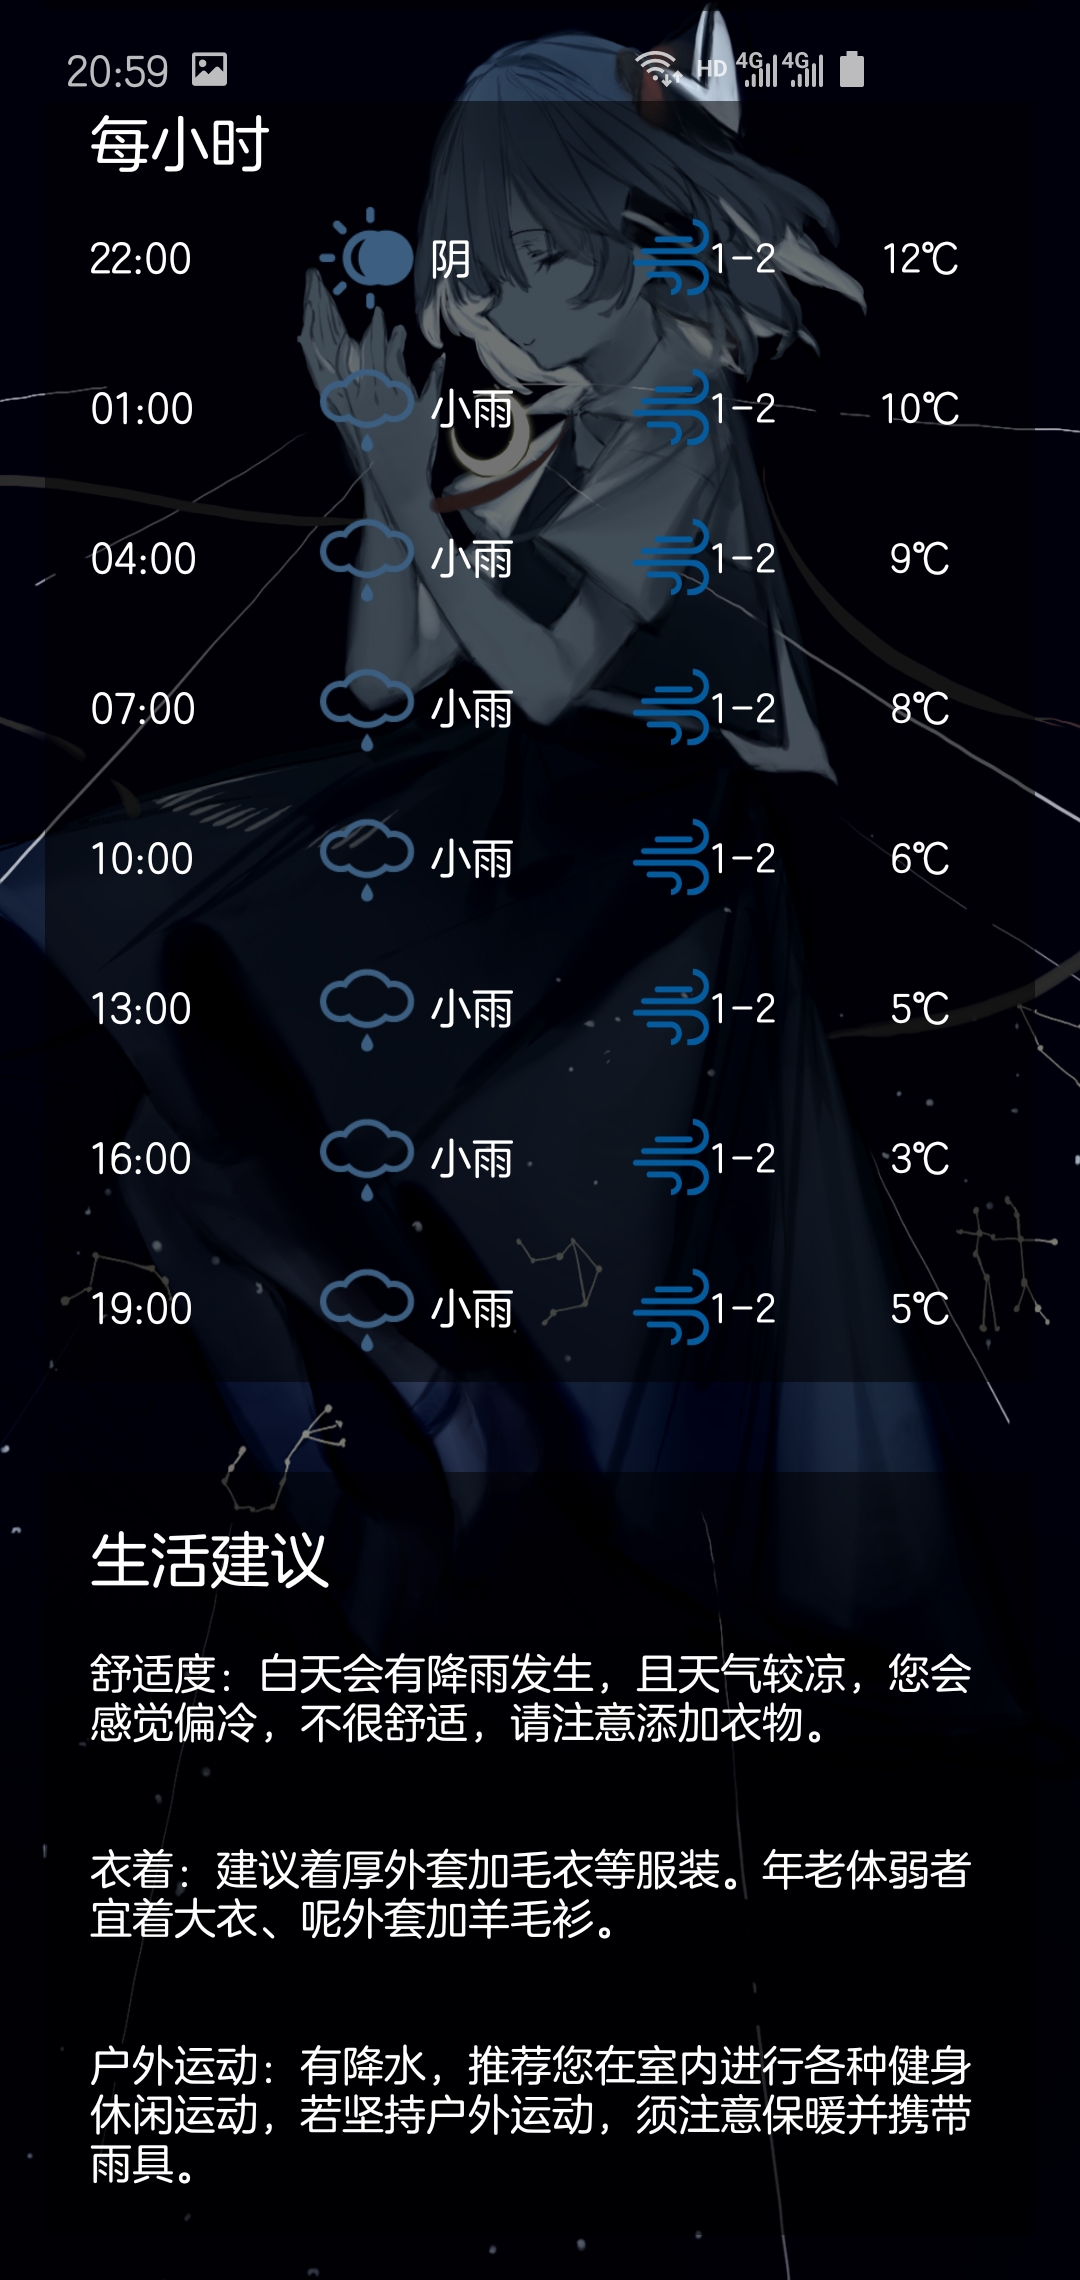 20:59 HD 4G 4G
每小时
22:00 阴 1-2 12℃
01:00 小雨 1-2 10℃
04:00 小雨 1-2 9℃
07:00 小雨 1-2 8℃
10:00 小雨 1-2 6℃
13:00 小雨 1-2 5℃
16:00 小雨 1-2 3℃
19:00 小雨 1-2 5℃
生活建议
舒适度：白天会有降雨发生，且天气较凉，您会
感觉偏冷，不很舒适，请注意添加衣物。
衣着：建议着厚外套加毛衣等服装。年老体弱者
宜着大衣、呢外套加羊毛衫。
户外运动：有降水，推荐您在室内进行各种健身
休闲运动，若坚持户外运动，须注意保暖并携带
雨具。